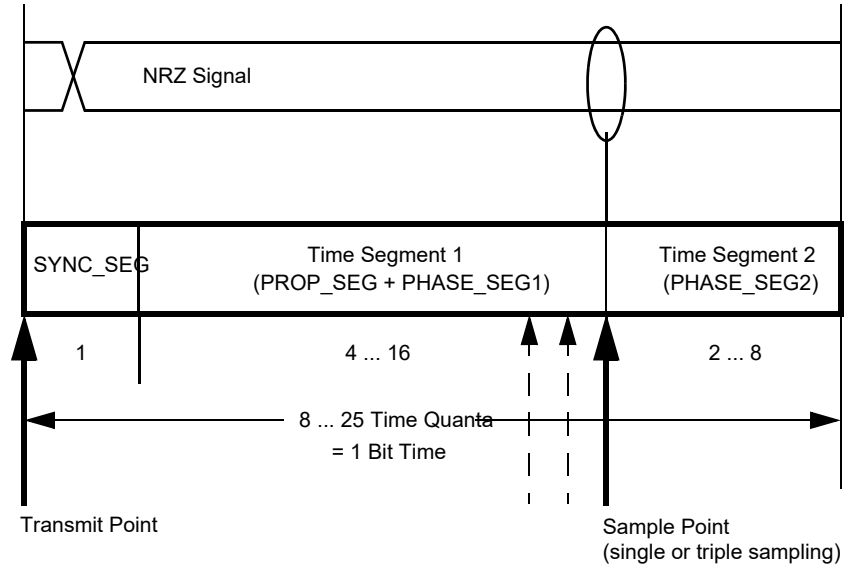 NRZ Signal
SYNC_SEG
Time Segment 1
(PROP_SEG + PHASE_SEG1)
Time Segment 2
(PHASE_SEG2)
1
4 ... 16
2 ... 8
8 ... 25 Time Quanta
= 1 Bit Time
Transmit Point
Sample Point
(single or triple sampling)